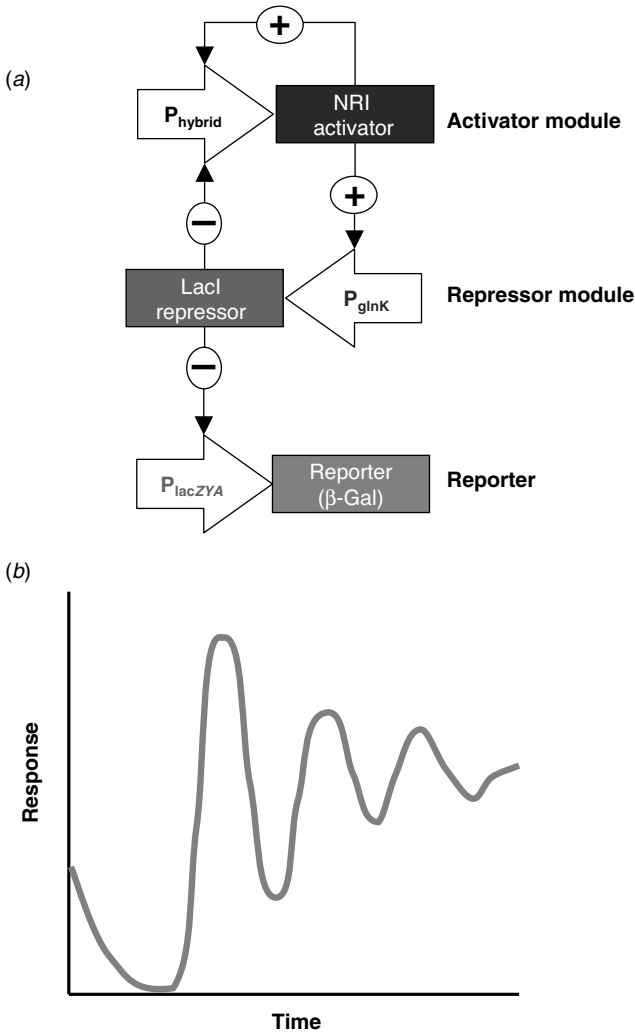 (a)
+
P_hybrid
NRI
activator
Activator module
+
−
LacI
repressor
P_glnK
Repressor module
−
P_lacZYA
Reporter
(β-Gal)
Reporter
(b)
Response
Time